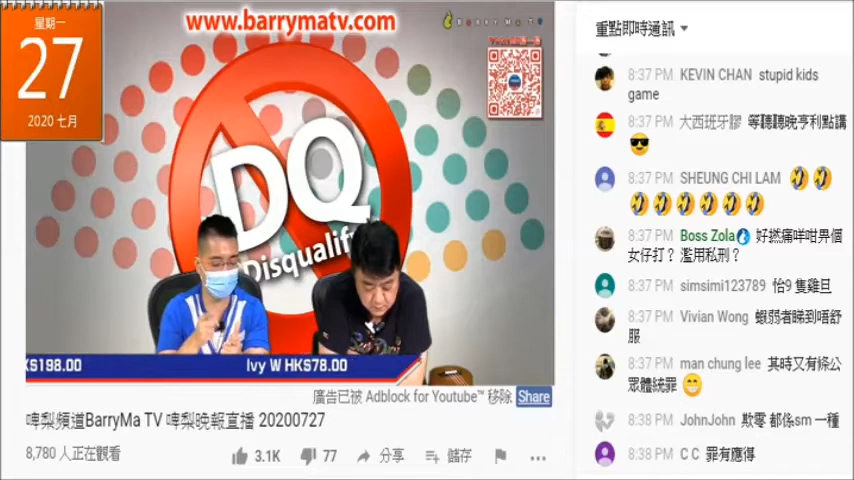 星期一
27
2020 七月
www.barrymatv.com
DQ
Disqualify
K$198.00
Ivy W HK$78.00
廣告已被 Adblock for Youtube™ 移除 Share
啤梨頻道BarryMa TV 啤梨晚報直播 20200727
8,780 人正在觀看
3.1K
77
分享
儲存
重點即時通訊
8:37 PM KEVIN CHAN stupid kids
game
8:37 PM 大西班牙膠 等聽聽晚亨利點講
😎
8:37 PM SHEUNG CHI LAM 🤣🤣
🤣🤣🤣🤣🤣🤣
8:37 PM Boss Zola 好撚痛咩咁畀個
女仔打？ 濫用私刑？
8:37 PM simsimi123789 怡9 隻雞旦
8:37 PM Vivian Wong 蝦弱者睇到唔舒
服
8:37 PM man chung lee 其時又有條公
眾體統罪😁
8:38 PM JohnJohn 欺零 都係sm 一種
8:38 PM C C 罪有應得